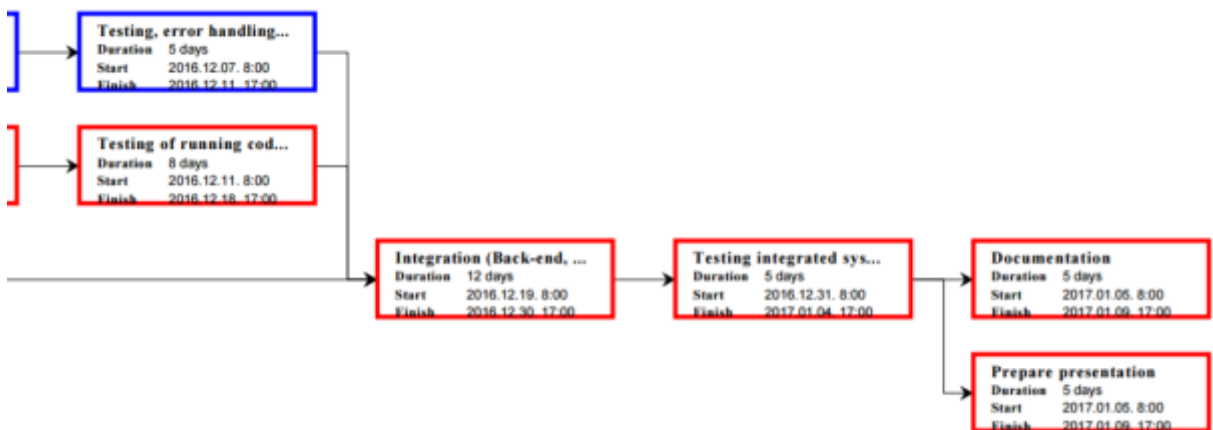 Testing, error handling...
Duration 5 days
Start 2016.12.07. 8:00
Finish 2016.12.11. 17:00
Testing of running cod...
Duration 8 days
Start 2016.12.11. 8:00
Finish 2016.12.18. 17:00
Integration (Back-end, ...
Duration 12 days
Start 2016.12.19. 8:00
Finish 2016.12.30. 17:00
Testing integrated sys...
Duration 5 days
Start 2016.12.31. 8:00
Finish 2017.01.04. 17:00
Documentation
Duration 5 days
Start 2017.01.05. 8:00
Finish 2017.01.09. 17:00
Prepare presentation
Duration 5 days
Start 2017.01.05. 8:00
Finish 2017.01.09. 17:00